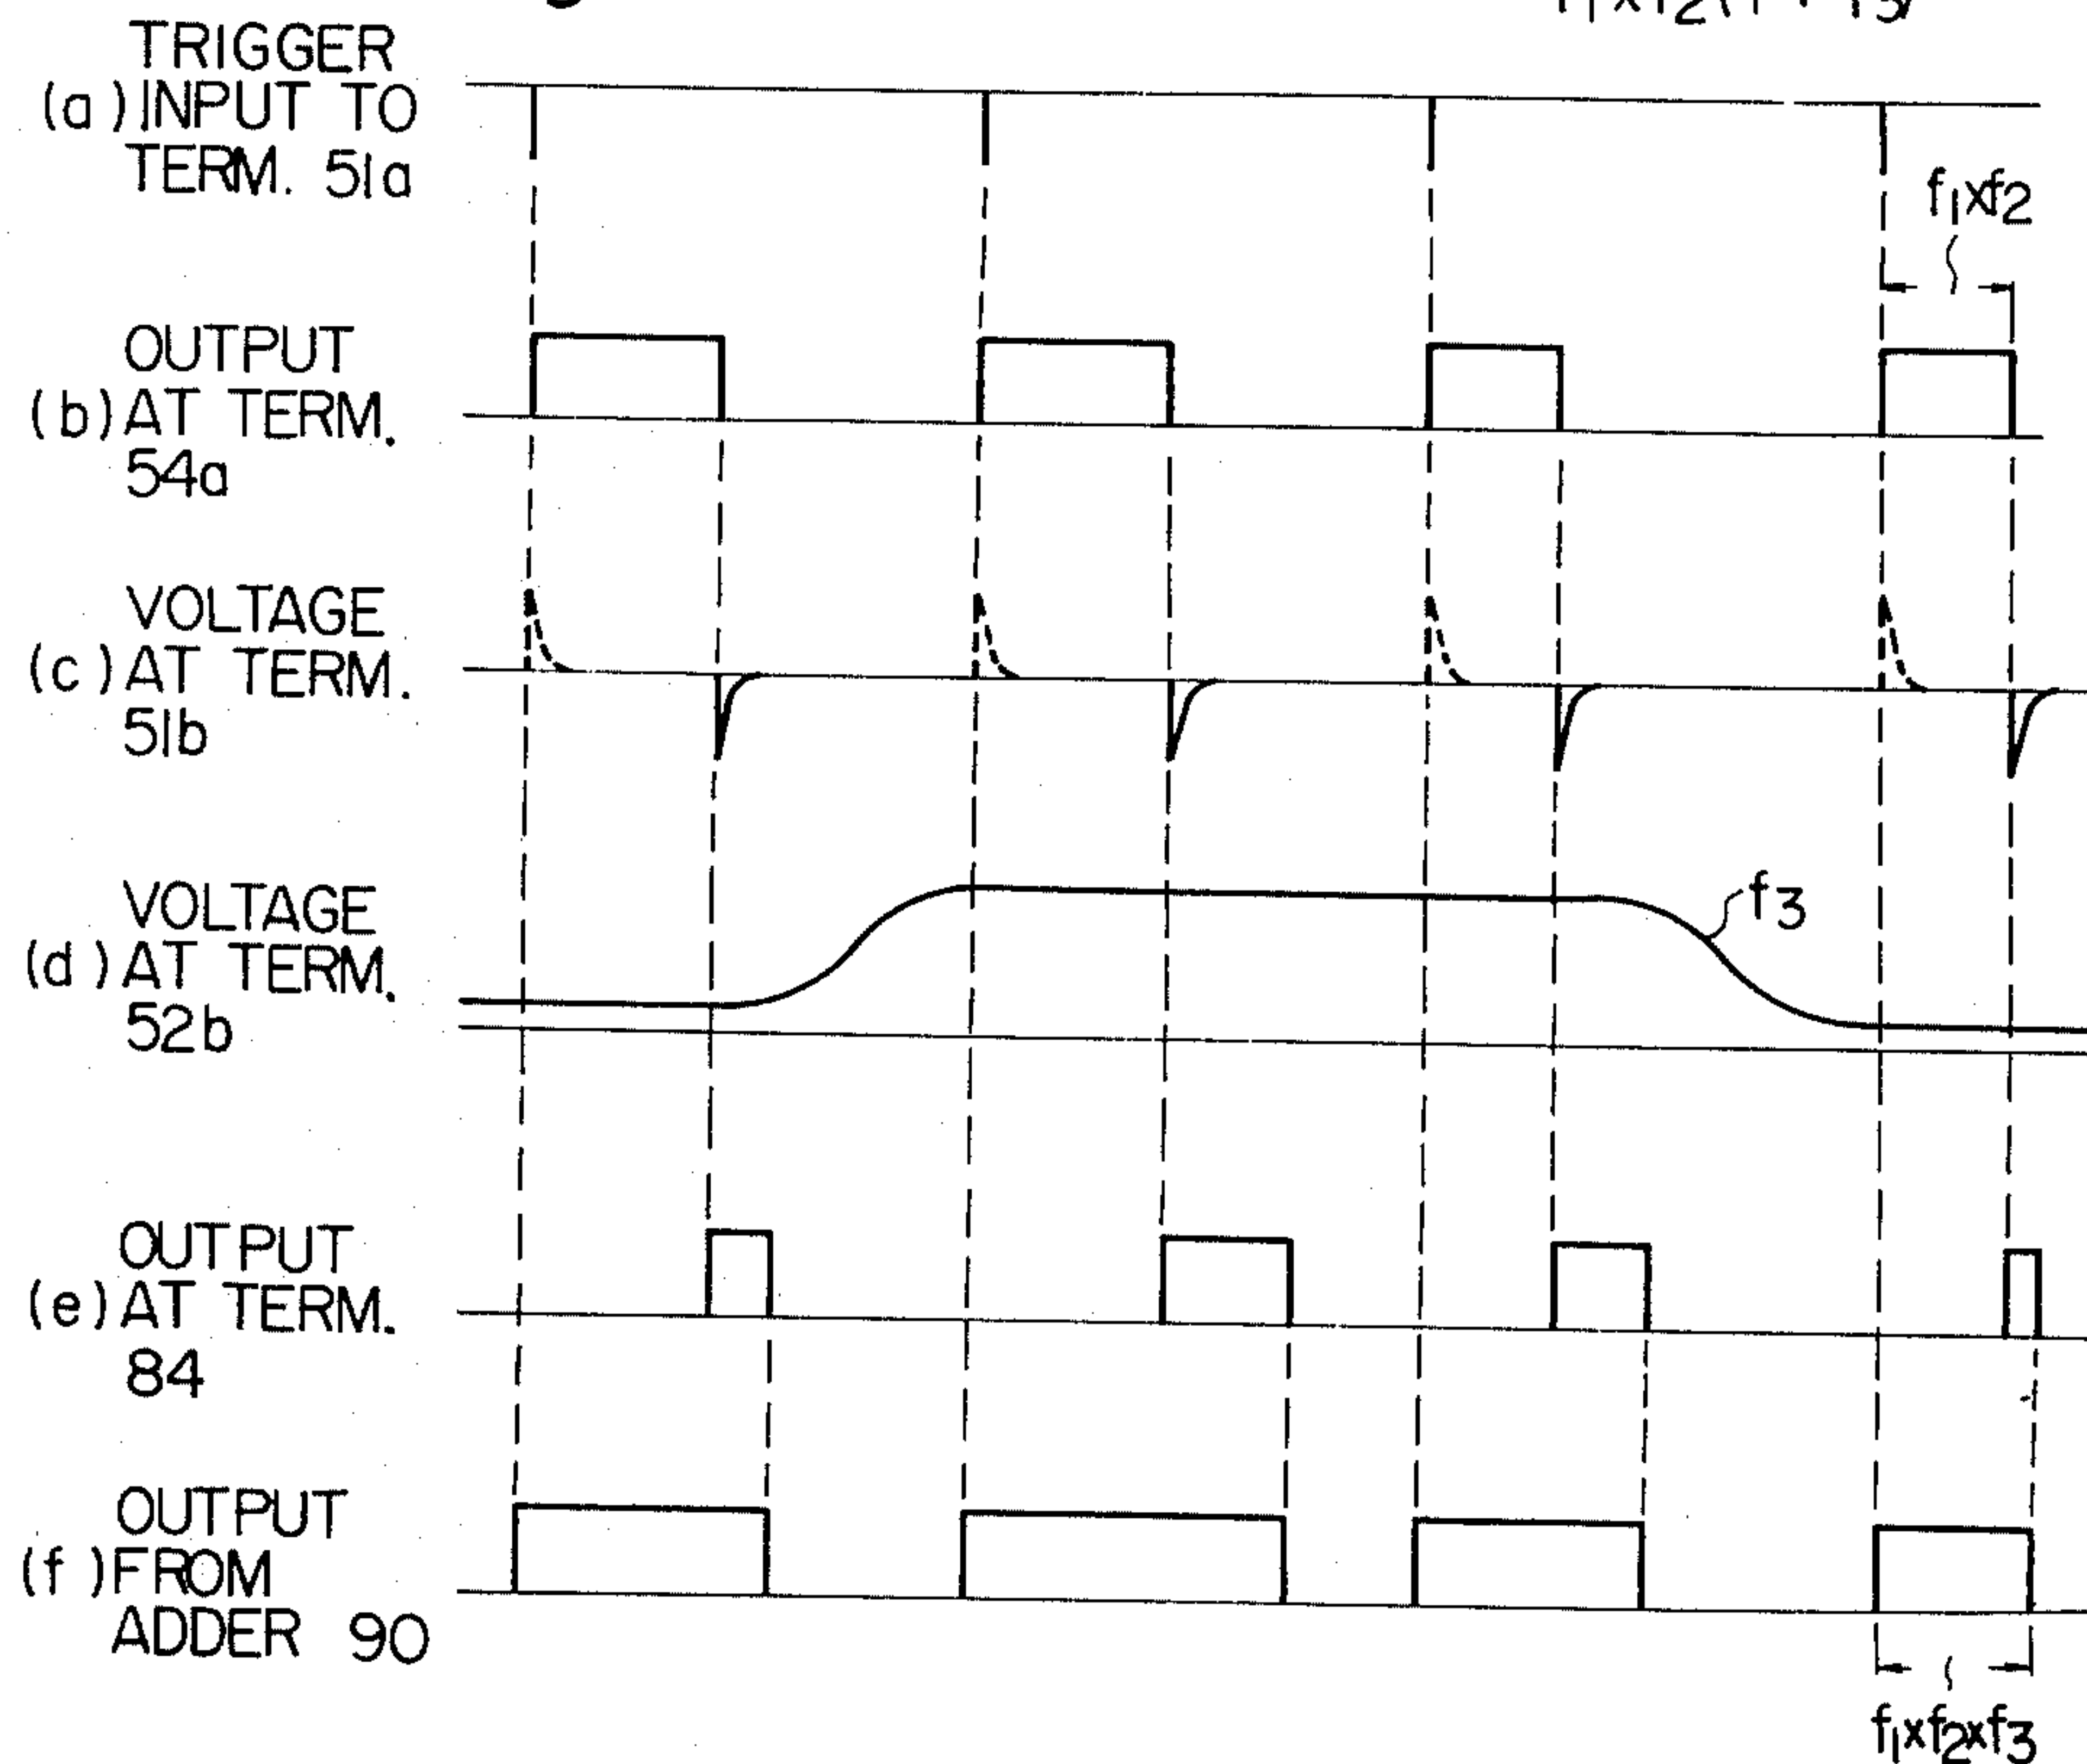 TRIGGER
(a) INPUT TO
TERM. 51a
f1xf2
OUTPUT
(b) AT TERM.
54a
VOLTAGE
(c) AT TERM.
51b
VOLTAGE
(d) AT TERM.
52b
f3
OUTPUT
(e) AT TERM.
84
OUTPUT
(f) FROM
ADDER 90
f1xf2xf3